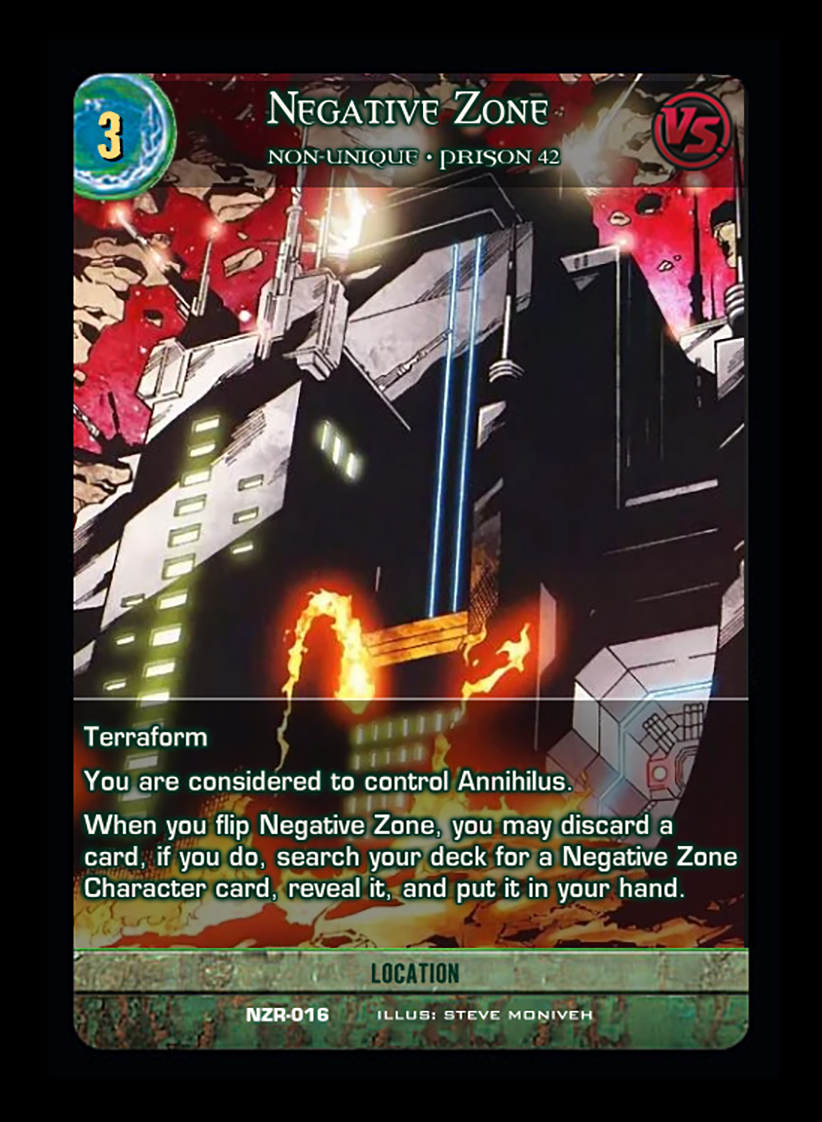 3
NEGATIVE ZONE
VS.
NON-UNIQUE • PRISON 42
Terraform
You are considered to control Annihilus.
When you flip Negative Zone, you may discard a
card, if you do, search your deck for a Negative Zone
Character card, reveal it, and put it in your hand.
LOCATION
NZR-016 ILLUS: STEVE MONIVEH